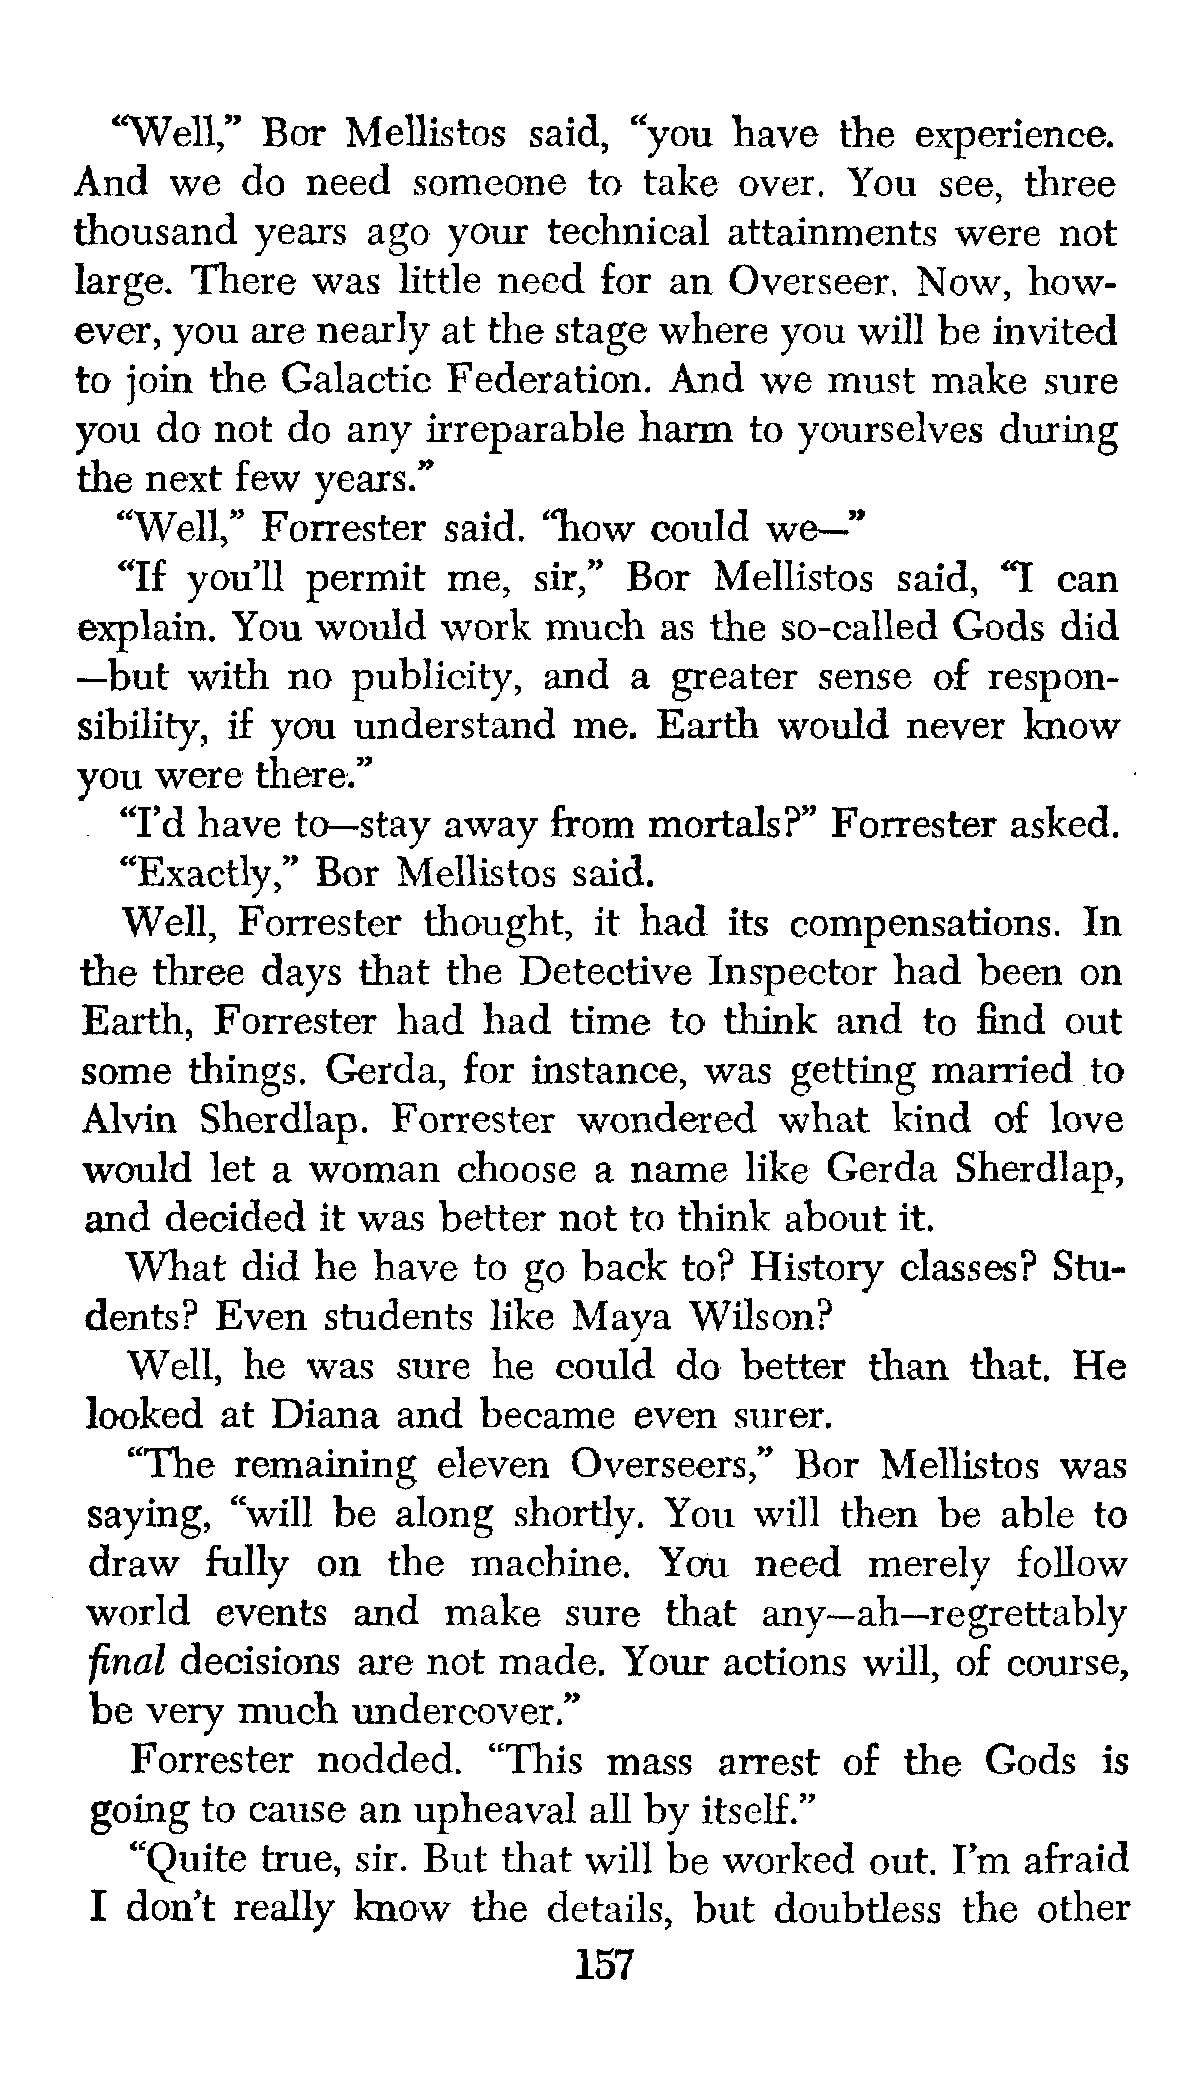 “Well,” Bor Mellistos said, “you have the experience.
And we do need someone to take over. You see, three
thousand years ago your technical attainments were not
large. There was little need for an Overseer. Now, how-
ever, you are nearly at the stage where you will be invited
to join the Galactic Federation. And we must make sure
you do not do any irreparable harm to yourselves during
the next few years.”
“Well,” Forrester said. “how could we—”
“If you’ll permit me, sir,” Bor Mellistos said, “I can
explain. You would work much as the so-called Gods did
—but with no publicity, and a greater sense of respon-
sibility, if you understand me. Earth would never know
you were there.”
“I’d have to—stay away from mortals?” Forrester asked.
“Exactly,” Bor Mellistos said.
Well, Forrester thought, it had its compensations. In
the three days that the Detective Inspector had been on
Earth, Forrester had had time to think and to find out
some things. Gerda, for instance, was getting married to
Alvin Sherdlap. Forrester wondered what kind of love
would let a woman choose a name like Gerda Sherdlap,
and decided it was better not to think about it.
What did he have to go back to? History classes? Stu-
dents? Even students like Maya Wilson?
Well, he was sure he could do better than that. He
looked at Diana and became even surer.
“The remaining eleven Overseers,” Bor Mellistos was
saying, “will be along shortly. You will then be able to
draw fully on the machine. You need merely follow
world events and make sure that any—ah—regrettably
final decisions are not made. Your actions will, of course,
be very much undercover.”
Forrester nodded. “This mass arrest of the Gods is
going to cause an upheaval all by itself.”
“Quite true, sir. But that will be worked out. I’m afraid
I don’t really know the details, but doubtless the other
157